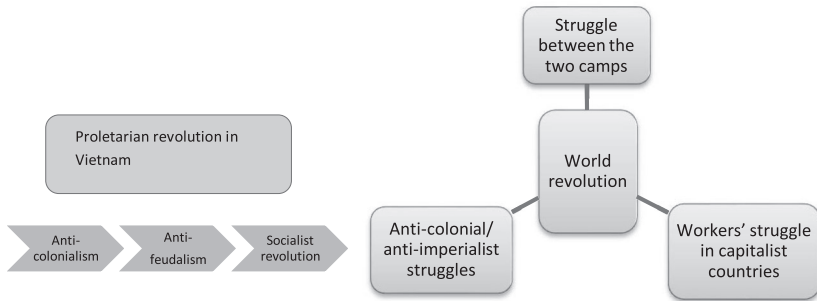 Proletarian revolution in
Vietnam
Anti-
colonialism
Anti-
feudalism
Socialist
revolution
Struggle
between the
two camps
World
revolution
Anti-colonial/
anti-imperialist
struggles
Workers’ struggle
in capitalist
countries